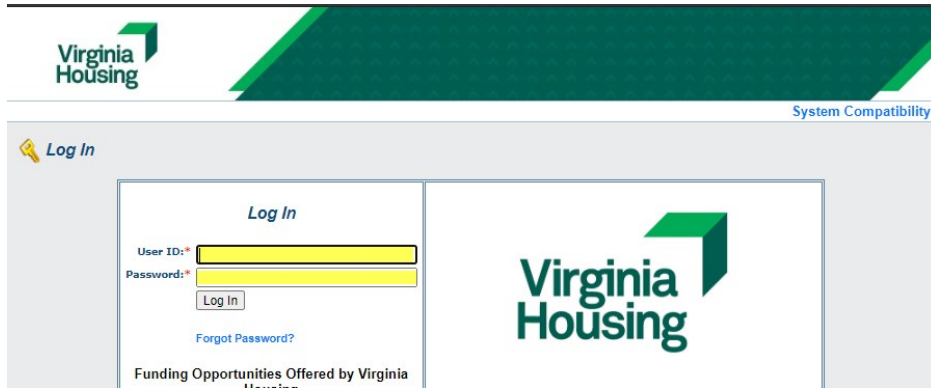 Virginia
Housing
System Compatibility
Log In
Log In
User ID:*
Password:*
Log In
Forgot Password?
Funding Opportunities Offered by Virginia
Housing
Virginia
Housing